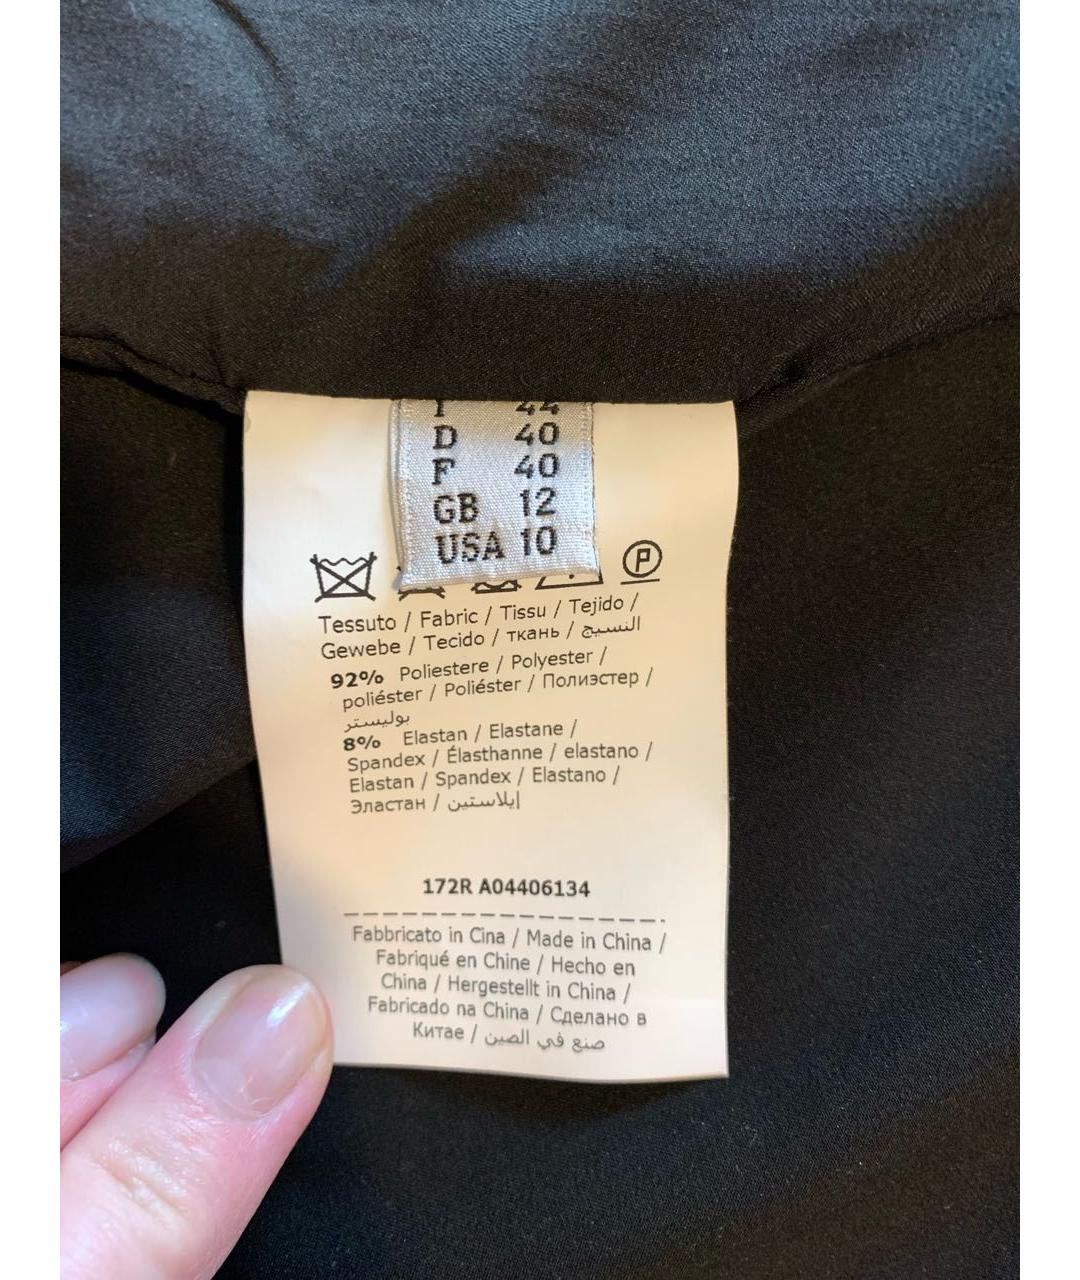 I 44
D 40
F 40
GB 12
USA 10
P
Tessuto / Fabric / Tissu / Tejido /
Gewebe / Tecido / ткань / النسيج
92% Poliestere / Polyester /
poliéster / Poliéster / Полиэстер /
بوليستر
8% Elastan / Elastane /
Spandex / Élasthanne / elastano /
Elastan / Spandex / Elastano /
Эластан / إيلاستين
172R A04406134
Fabbricato in Cina / Made in China /
Fabriqué en Chine / Hecho en
China / Hergestellt in China /
Fabricado na China / Сделано в
Китае / صنع في الصين